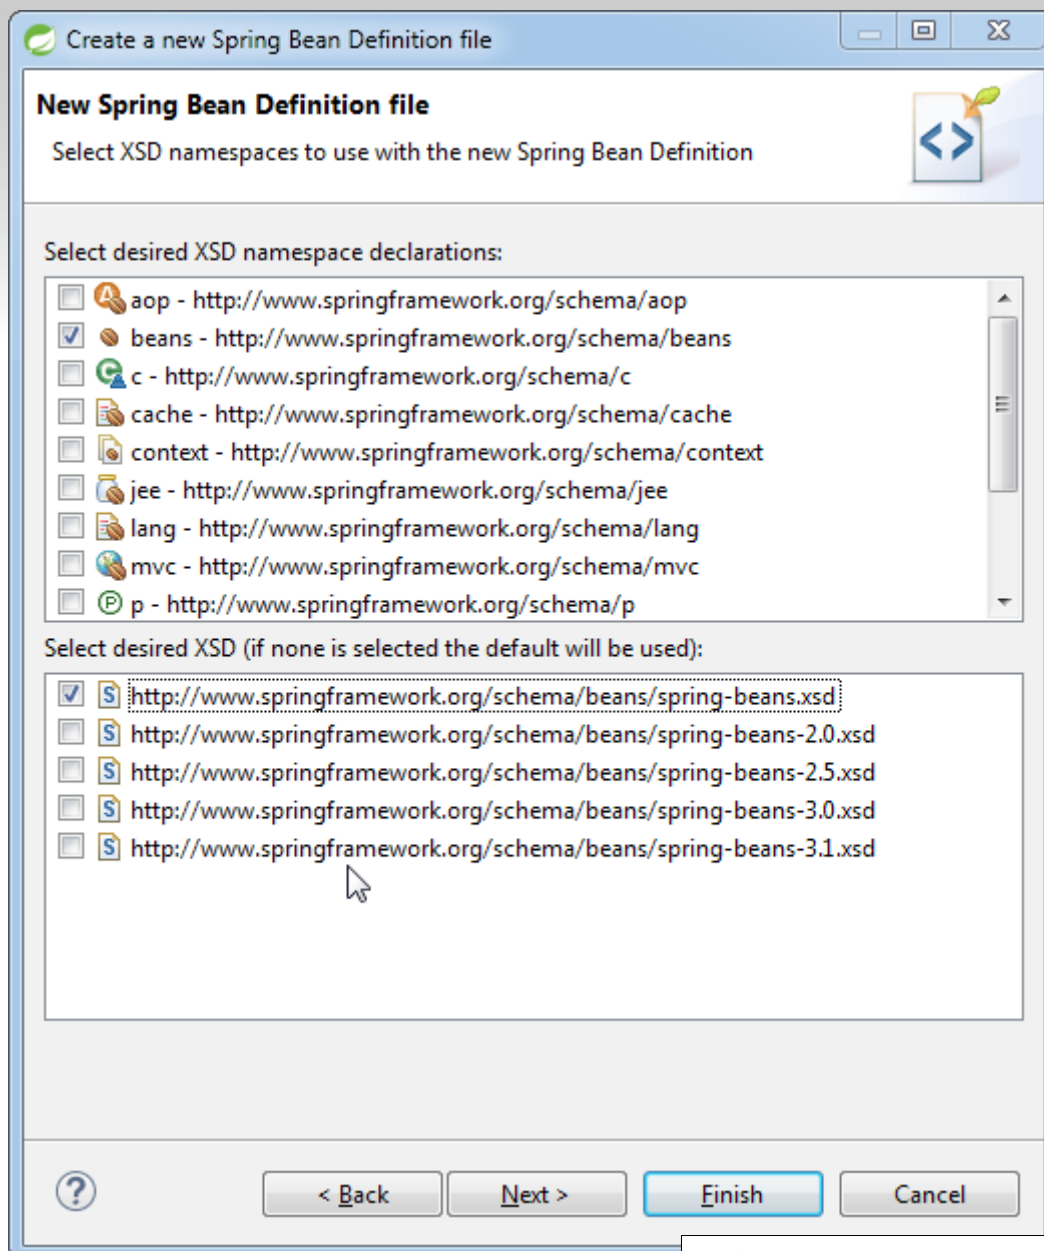 Create a new Spring Bean Definition file
New Spring Bean Definition file
Select XSD namespaces to use with the new Spring Bean Definition
Select desired XSD namespace declarations:
aop - http://www.springframework.org/schema/aop
beans - http://www.springframework.org/schema/beans
c - http://www.springframework.org/schema/c
cache - http://www.springframework.org/schema/cache
context - http://www.springframework.org/schema/context
jee - http://www.springframework.org/schema/jee
lang - http://www.springframework.org/schema/lang
mvc - http://www.springframework.org/schema/mvc
p - http://www.springframework.org/schema/p
Select desired XSD (if none is selected the default will be used):
http://www.springframework.org/schema/beans/spring-beans.xsd
http://www.springframework.org/schema/beans/spring-beans-2.0.xsd
http://www.springframework.org/schema/beans/spring-beans-2.5.xsd
http://www.springframework.org/schema/beans/spring-beans-3.0.xsd
http://www.springframework.org/schema/beans/spring-beans-3.1.xsd
< Back Next > Finish Cancel